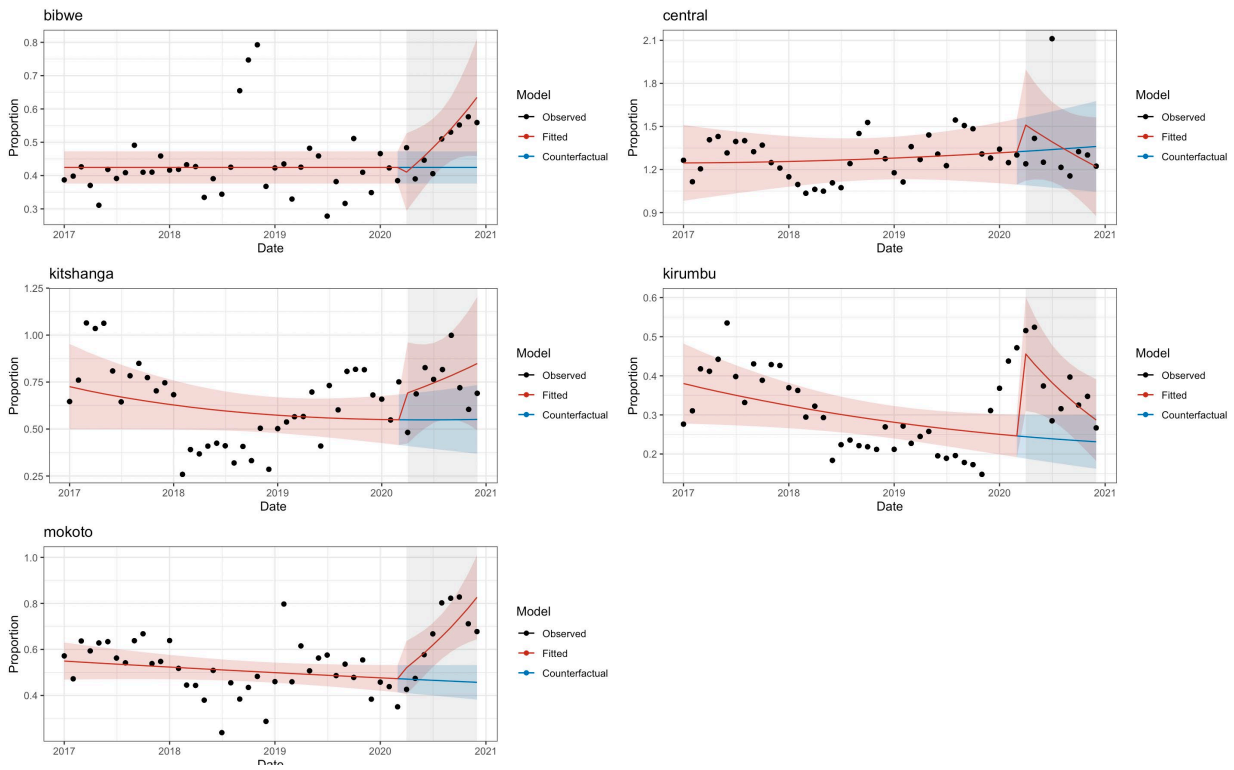 bibwe
Proportion
0.8
0.7
0.6
0.5
0.4
0.3
2017 2018 2019 2020 2021
Date
Model
Observed
Fitted
Counterfactual
central
Proportion
2.1
1.8
1.5
1.2
0.9
2017 2018 2019 2020 2021
Date
Model
Observed
Fitted
Counterfactual
kitshanga
Proportion
1.25
1.00
0.75
0.50
0.25
2017 2018 2019 2020 2021
Date
Model
Observed
Fitted
Counterfactual
kirumbu
Proportion
0.6
0.5
0.4
0.3
0.2
2017 2018 2019 2020 2021
Date
Model
Observed
Fitted
Counterfactual
mokoto
Proportion
1.0
0.8
0.6
0.4
2017 2018 2019 2020 2021
Date
Model
Observed
Fitted
Counterfactual